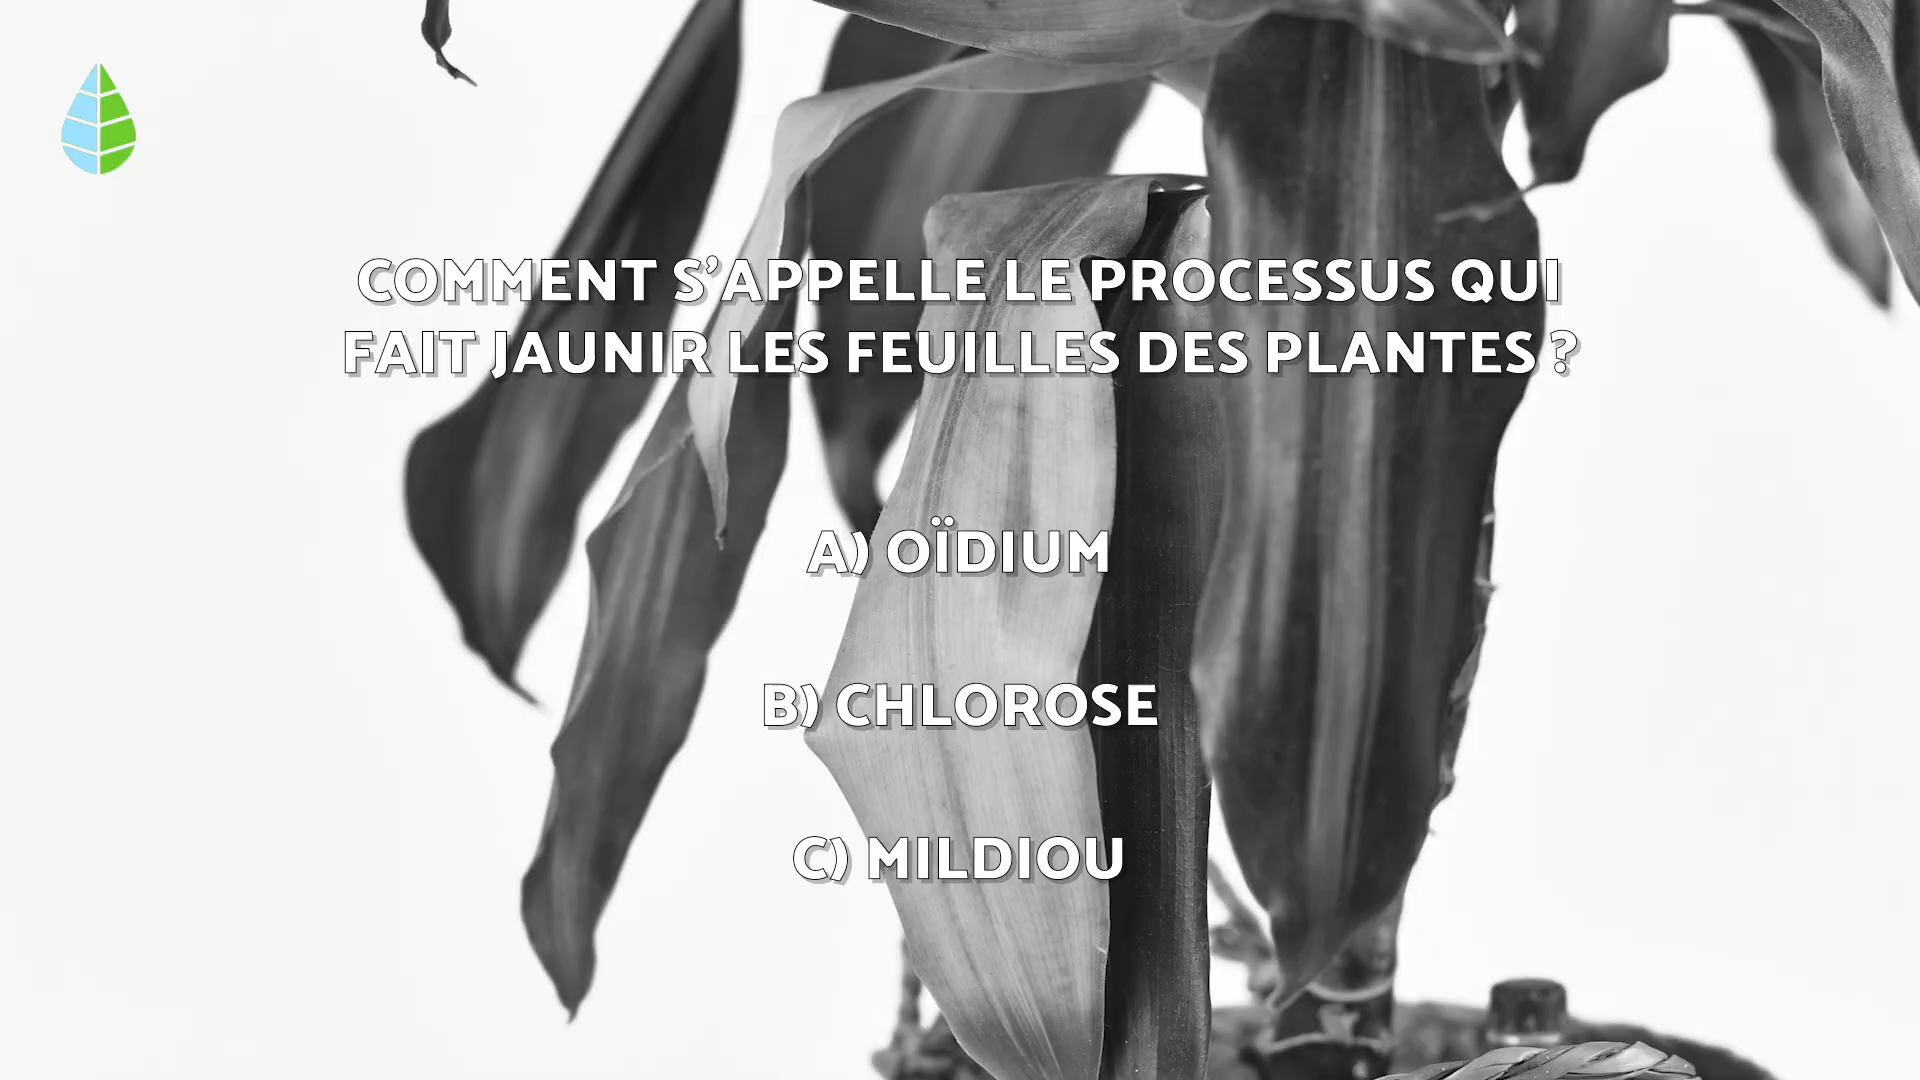 COMMENT S’APPELLE LE PROCESSUS QUI
FAIT JAUNIR LES FEUILLES DES PLANTES ?
A) OÏDIUM
B) CHLOROSE
C) MILDIOU